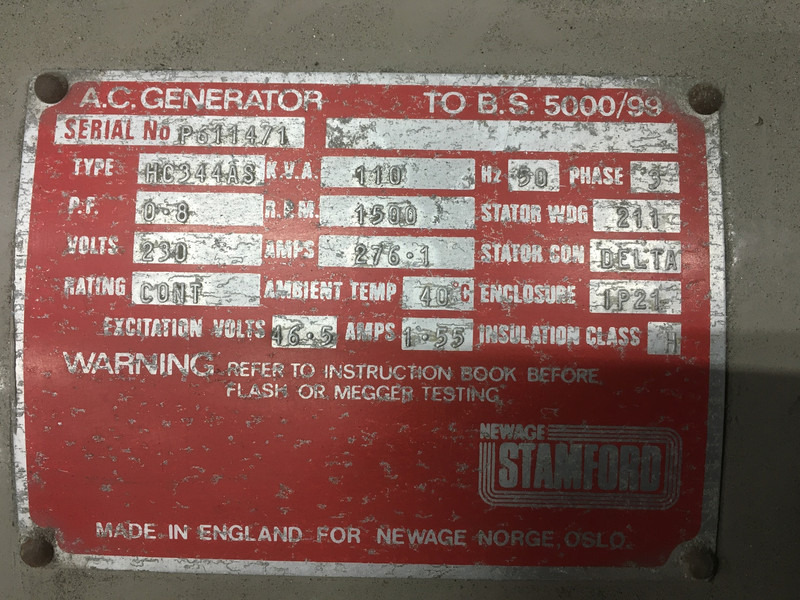 A.C. GENERATOR TO B.S. 5000/99
SERIAL No P611471
TYPE HC344AS K.V.A. 110 Hz 50 PHASE 3
P.F. 0.8 R.P.M. 1500 STATOR WDG 211
VOLTS 230 AMPS 276.1 STATOR CON DELTA
RATING CONT AMBIENT TEMP 40°C ENCLOSURE IP21
EXCITATION VOLTS 46.5 AMPS 1.55 INSULATION CLASS H
WARNING REFER TO INSTRUCTION BOOK BEFORE
FLASH OR MEGGER TESTING
NEWAGE
STAMFORD
MADE IN ENGLAND FOR NEWAGE NORGE, OSLO.